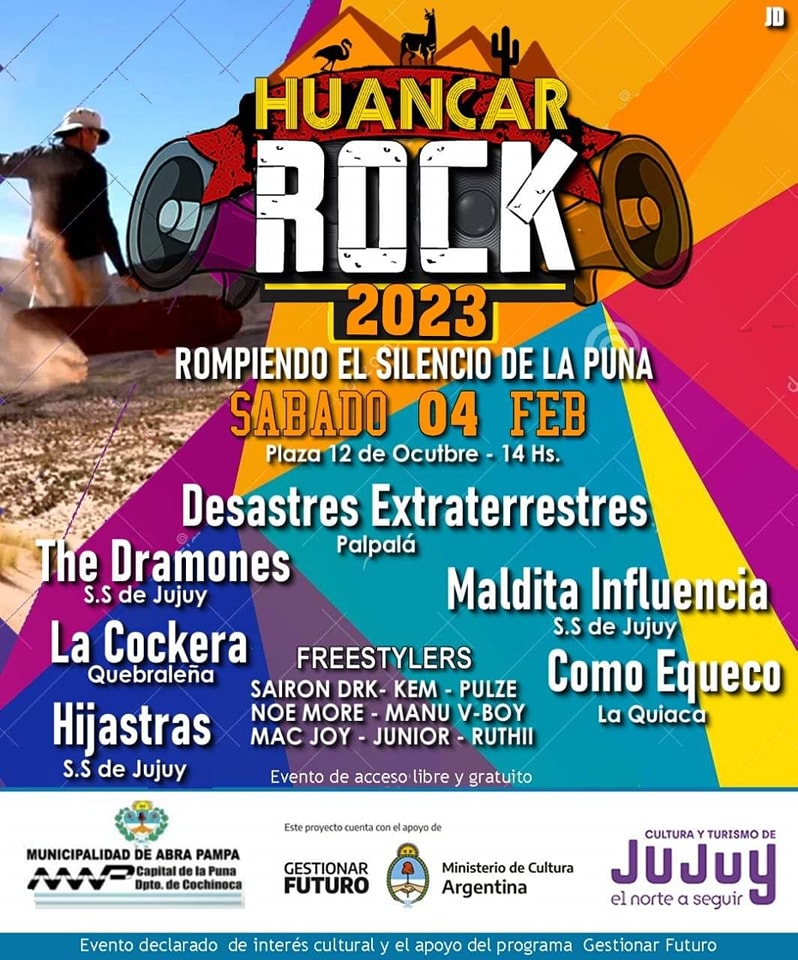 JD
HUANCAR
ROCK
2023
ROMPIENDO EL SILENCIO DE LA PUNA
SABADO 04 FEB
Plaza 12 de Ocutbre - 14 Hs.
Desastres Extraterrestres
Palpalá
The Dramones
S.S de Jujuy
Maldita Influencia
S.S de Jujuy
La Cockera
Quebraleña
FREESTYLERS
SAIRON DRK- KEM - PULZE
NOE MORE - MANU V-BOY
MAC JOY - JUNIOR - RUTHII
Como Equeco
La Quiaca
Hijastras
S.S de Jujuy
Evento de acceso libre y gratuito
MUNICIPALIDAD DE ABRA PAMPA
Capital de la Puna
Dpto. de Cochinoca
Este proyecto cuenta con el apoyo de
GESTIONAR
FUTURO
Ministerio de Cultura
Argentina
CULTURA Y TURISMO DE
JUJUY
el norte a seguir
Evento declarado de interés cultural y el apoyo del programa Gestionar Futuro